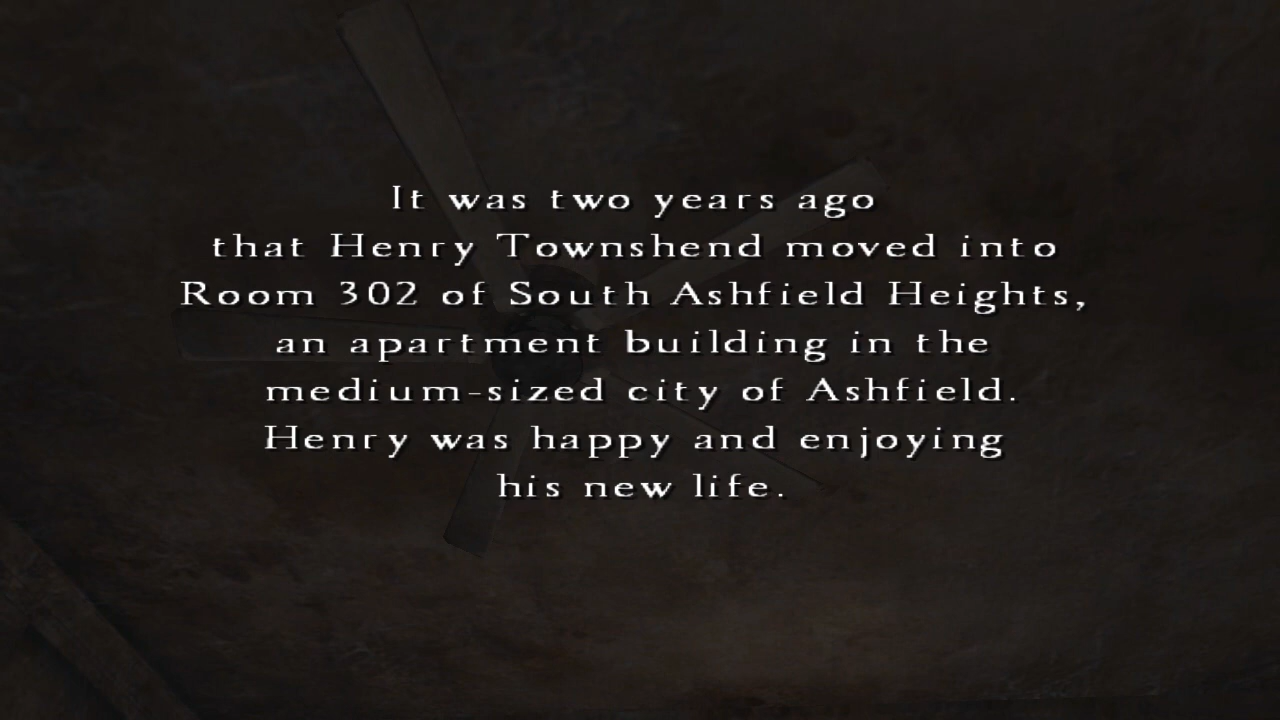 It was two years ago
that Henry Townshend moved into
Room 302 of South Ashfield Heights,
an apartment building in the
medium-sized city of Ashfield.
Henry was happy and enjoying
his new life.